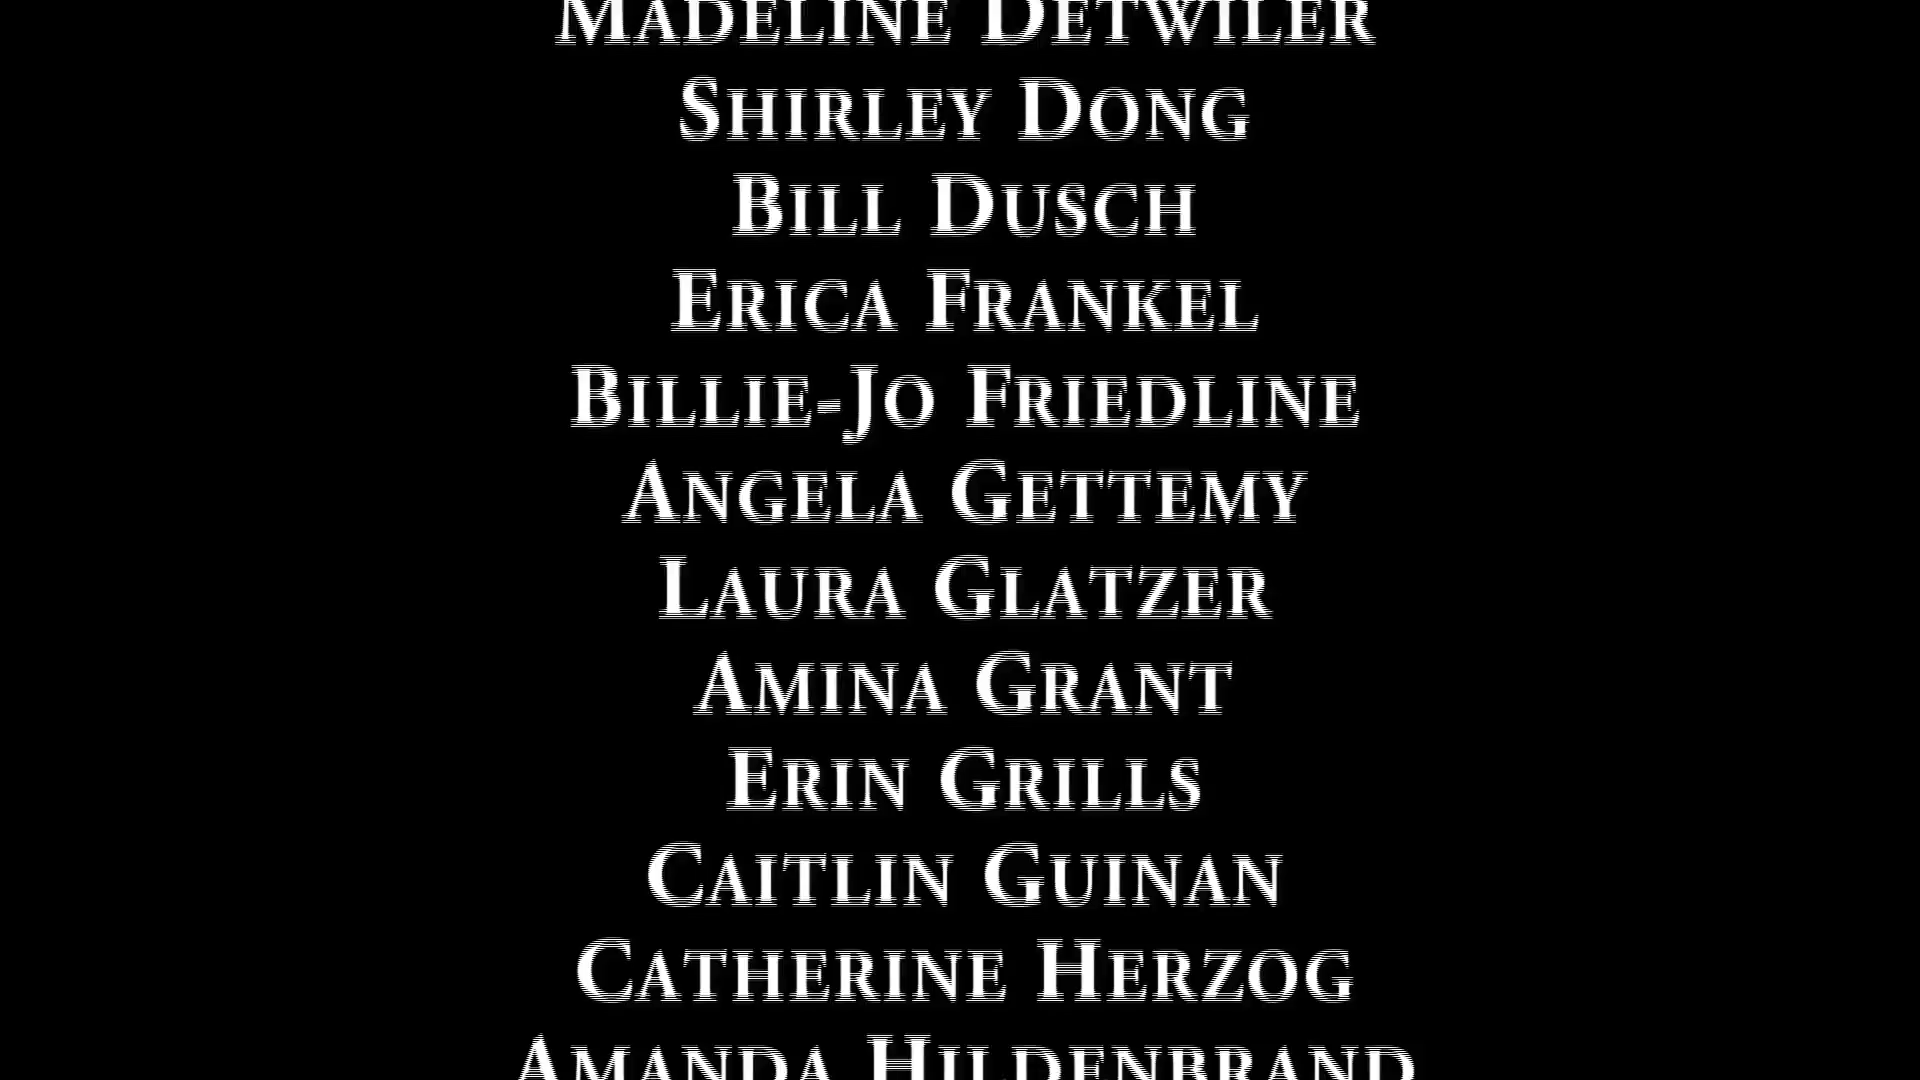 MADELINE DETWILER
SHIRLEY DONG
BILL DUSCH
ERICA FRANKEL
BILLIE-JO FRIEDLINE
ANGELA GETTEMY
LAURA GLATZER
AMINA GRANT
ERIN GRILLS
CAITLIN GUINAN
CATHERINE HERZOG
AMANDA HILDENBRAND